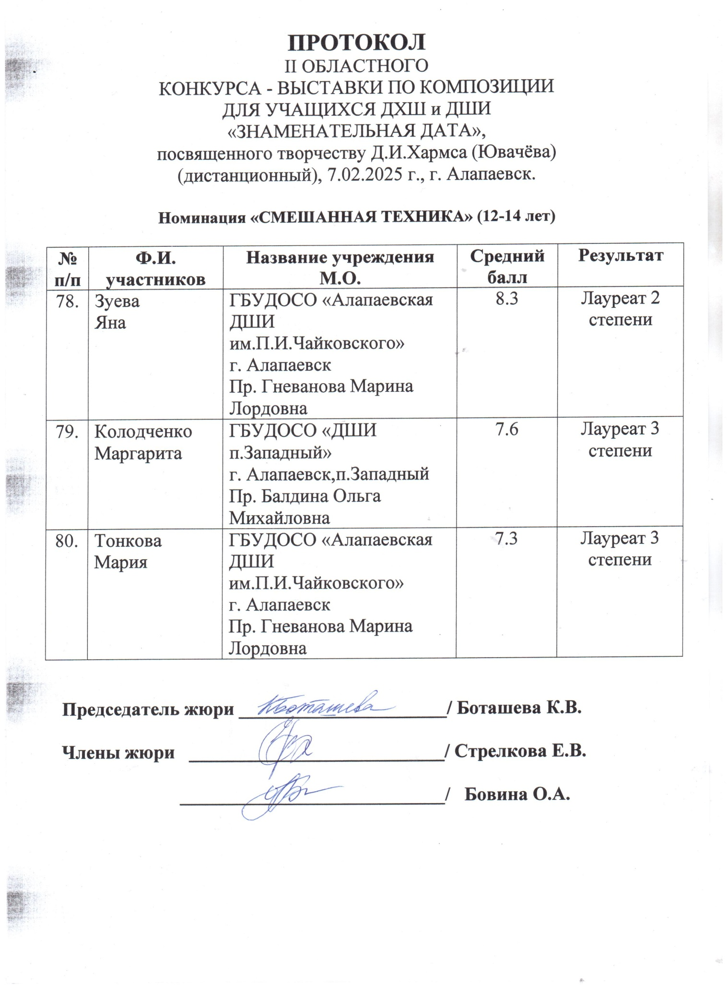 ПРОТОКОЛ
II ОБЛАСТНОГО
КОНКУРСА - ВЫСТАВКИ ПО КОМПОЗИЦИИ
ДЛЯ УЧАЩИХСЯ ДХШ и ДШИ
«ЗНАМЕНАТЕЛЬНАЯ ДАТА»,
посвященного творчеству Д.И.Хармса (Ювачёва)
(дистанционный), 7.02.2025 г., г. Алапаевск.
Номинация «СМЕШАННАЯ ТЕХНИКА» (12-14 лет)
№ п/п
Ф.И. участников
Название учреждения М.О.
Средний балл
Результат
78.
Зуева
Яна
ГБУДОСО «Алапаевская
ДШИ
им.П.И.Чайковского»
г. Алапаевск
Пр. Гневанова Марина
Лордовна
8.3
Лауреат 2
степени
79.
Колодченко
Маргарита
ГБУДОСО «ДШИ
п.Западный»
г. Алапаевск,п.Западный
Пр. Балдина Ольга
Михайловна
7.6
Лауреат 3
степени
80.
Тонкова
Мария
ГБУДОСО «Алапаевская
ДШИ
им.П.И.Чайковского»
г. Алапаевск
Пр. Гневанова Марина
Лордовна
7.3
Лауреат 3
степени
Председатель жюри / Боташева К.В.
Члены жюри / Стрелкова Е.В.
/ Бовина О.А.